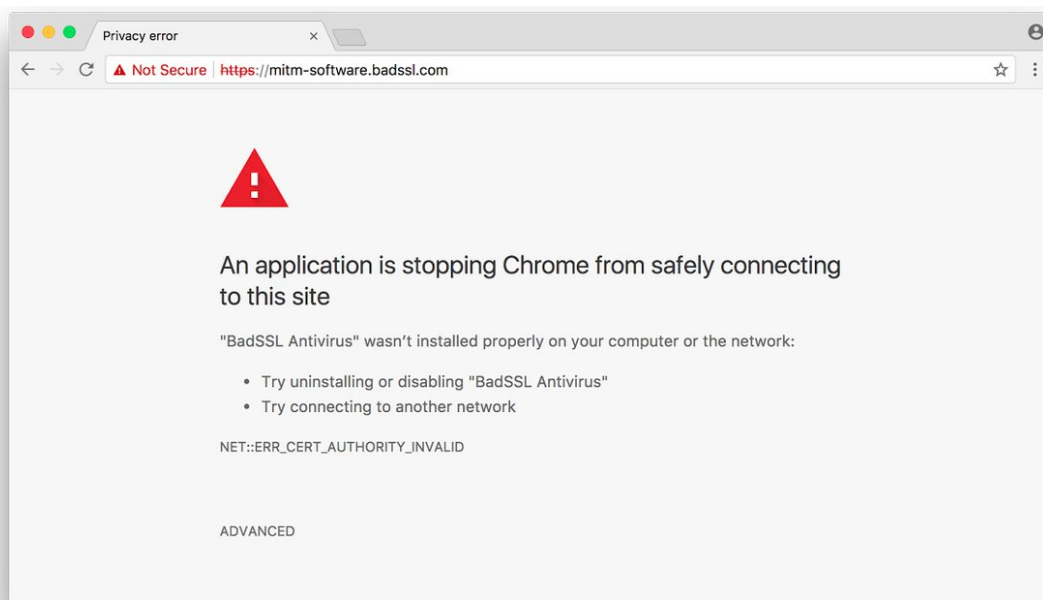 Privacy error
Not Secure https://mitm-software.badssl.com
An application is stopping Chrome from safely connecting
to this site
"BadSSL Antivirus" wasn’t installed properly on your computer or the network:
• Try uninstalling or disabling "BadSSL Antivirus"
• Try connecting to another network
NET::ERR_CERT_AUTHORITY_INVALID
ADVANCED